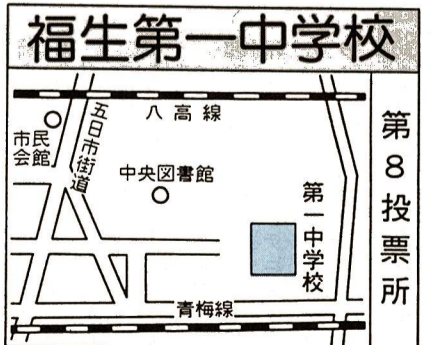 福生第一中学校
第8投票所
八高線
五日市街道
市民
会館
中央図書館
第一中学校
青梅線